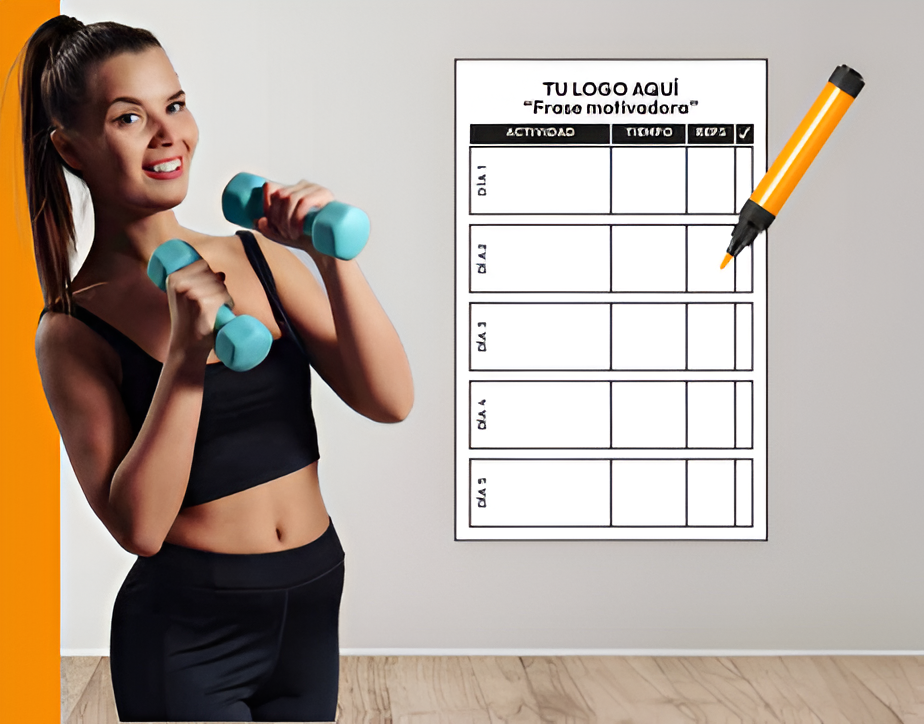 TU LOGO AQUÍ
"Frase motivadora"
ACTIVIDAD TIEMPO REPS ✓
DÍA 1
DÍA 2
DÍA 3
DÍA 4
DÍA 5